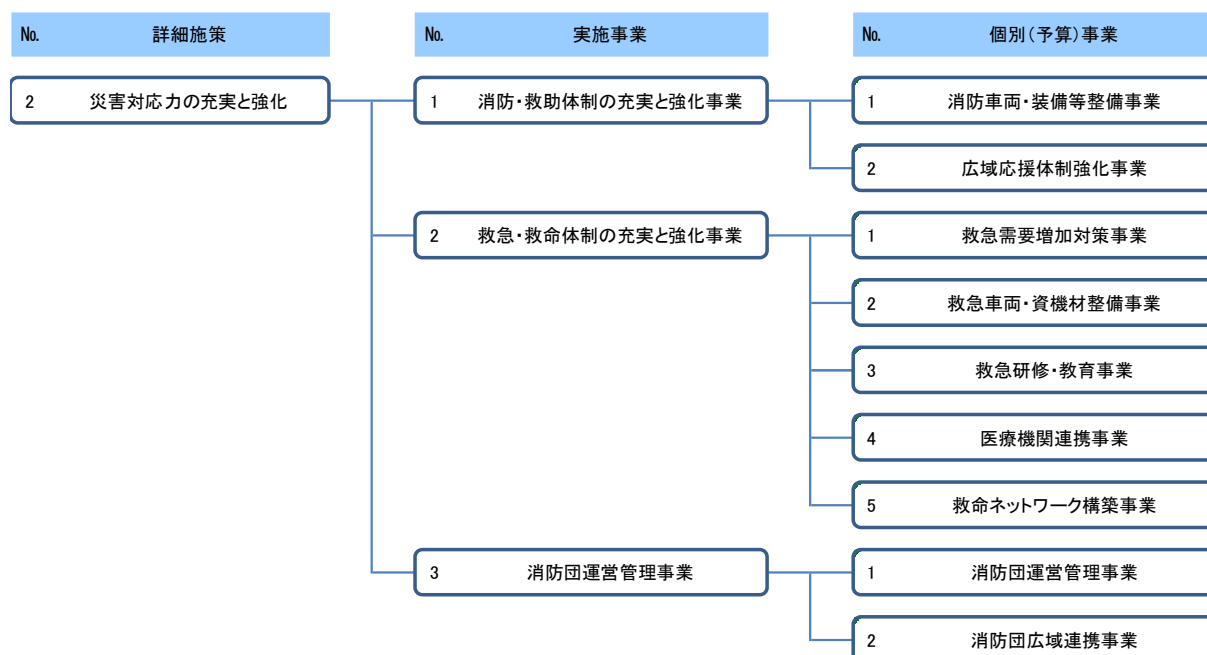 No. 詳細施策 No. 実施事業 No. 個別(予算)事業
2 災害対応力の充実と強化 1 消防・救助体制の充実と強化事業 1 消防車両・装備等整備事業
2 広域応援体制強化事業
2 救急・救命体制の充実と強化事業 1 救急需要増加対策事業
2 救急車両・資機材整備事業
3 救急研修・教育事業
4 医療機関連携事業
5 救命ネットワーク構築事業
3 消防団運営管理事業 1 消防団運営管理事業
2 消防団広域連携事業